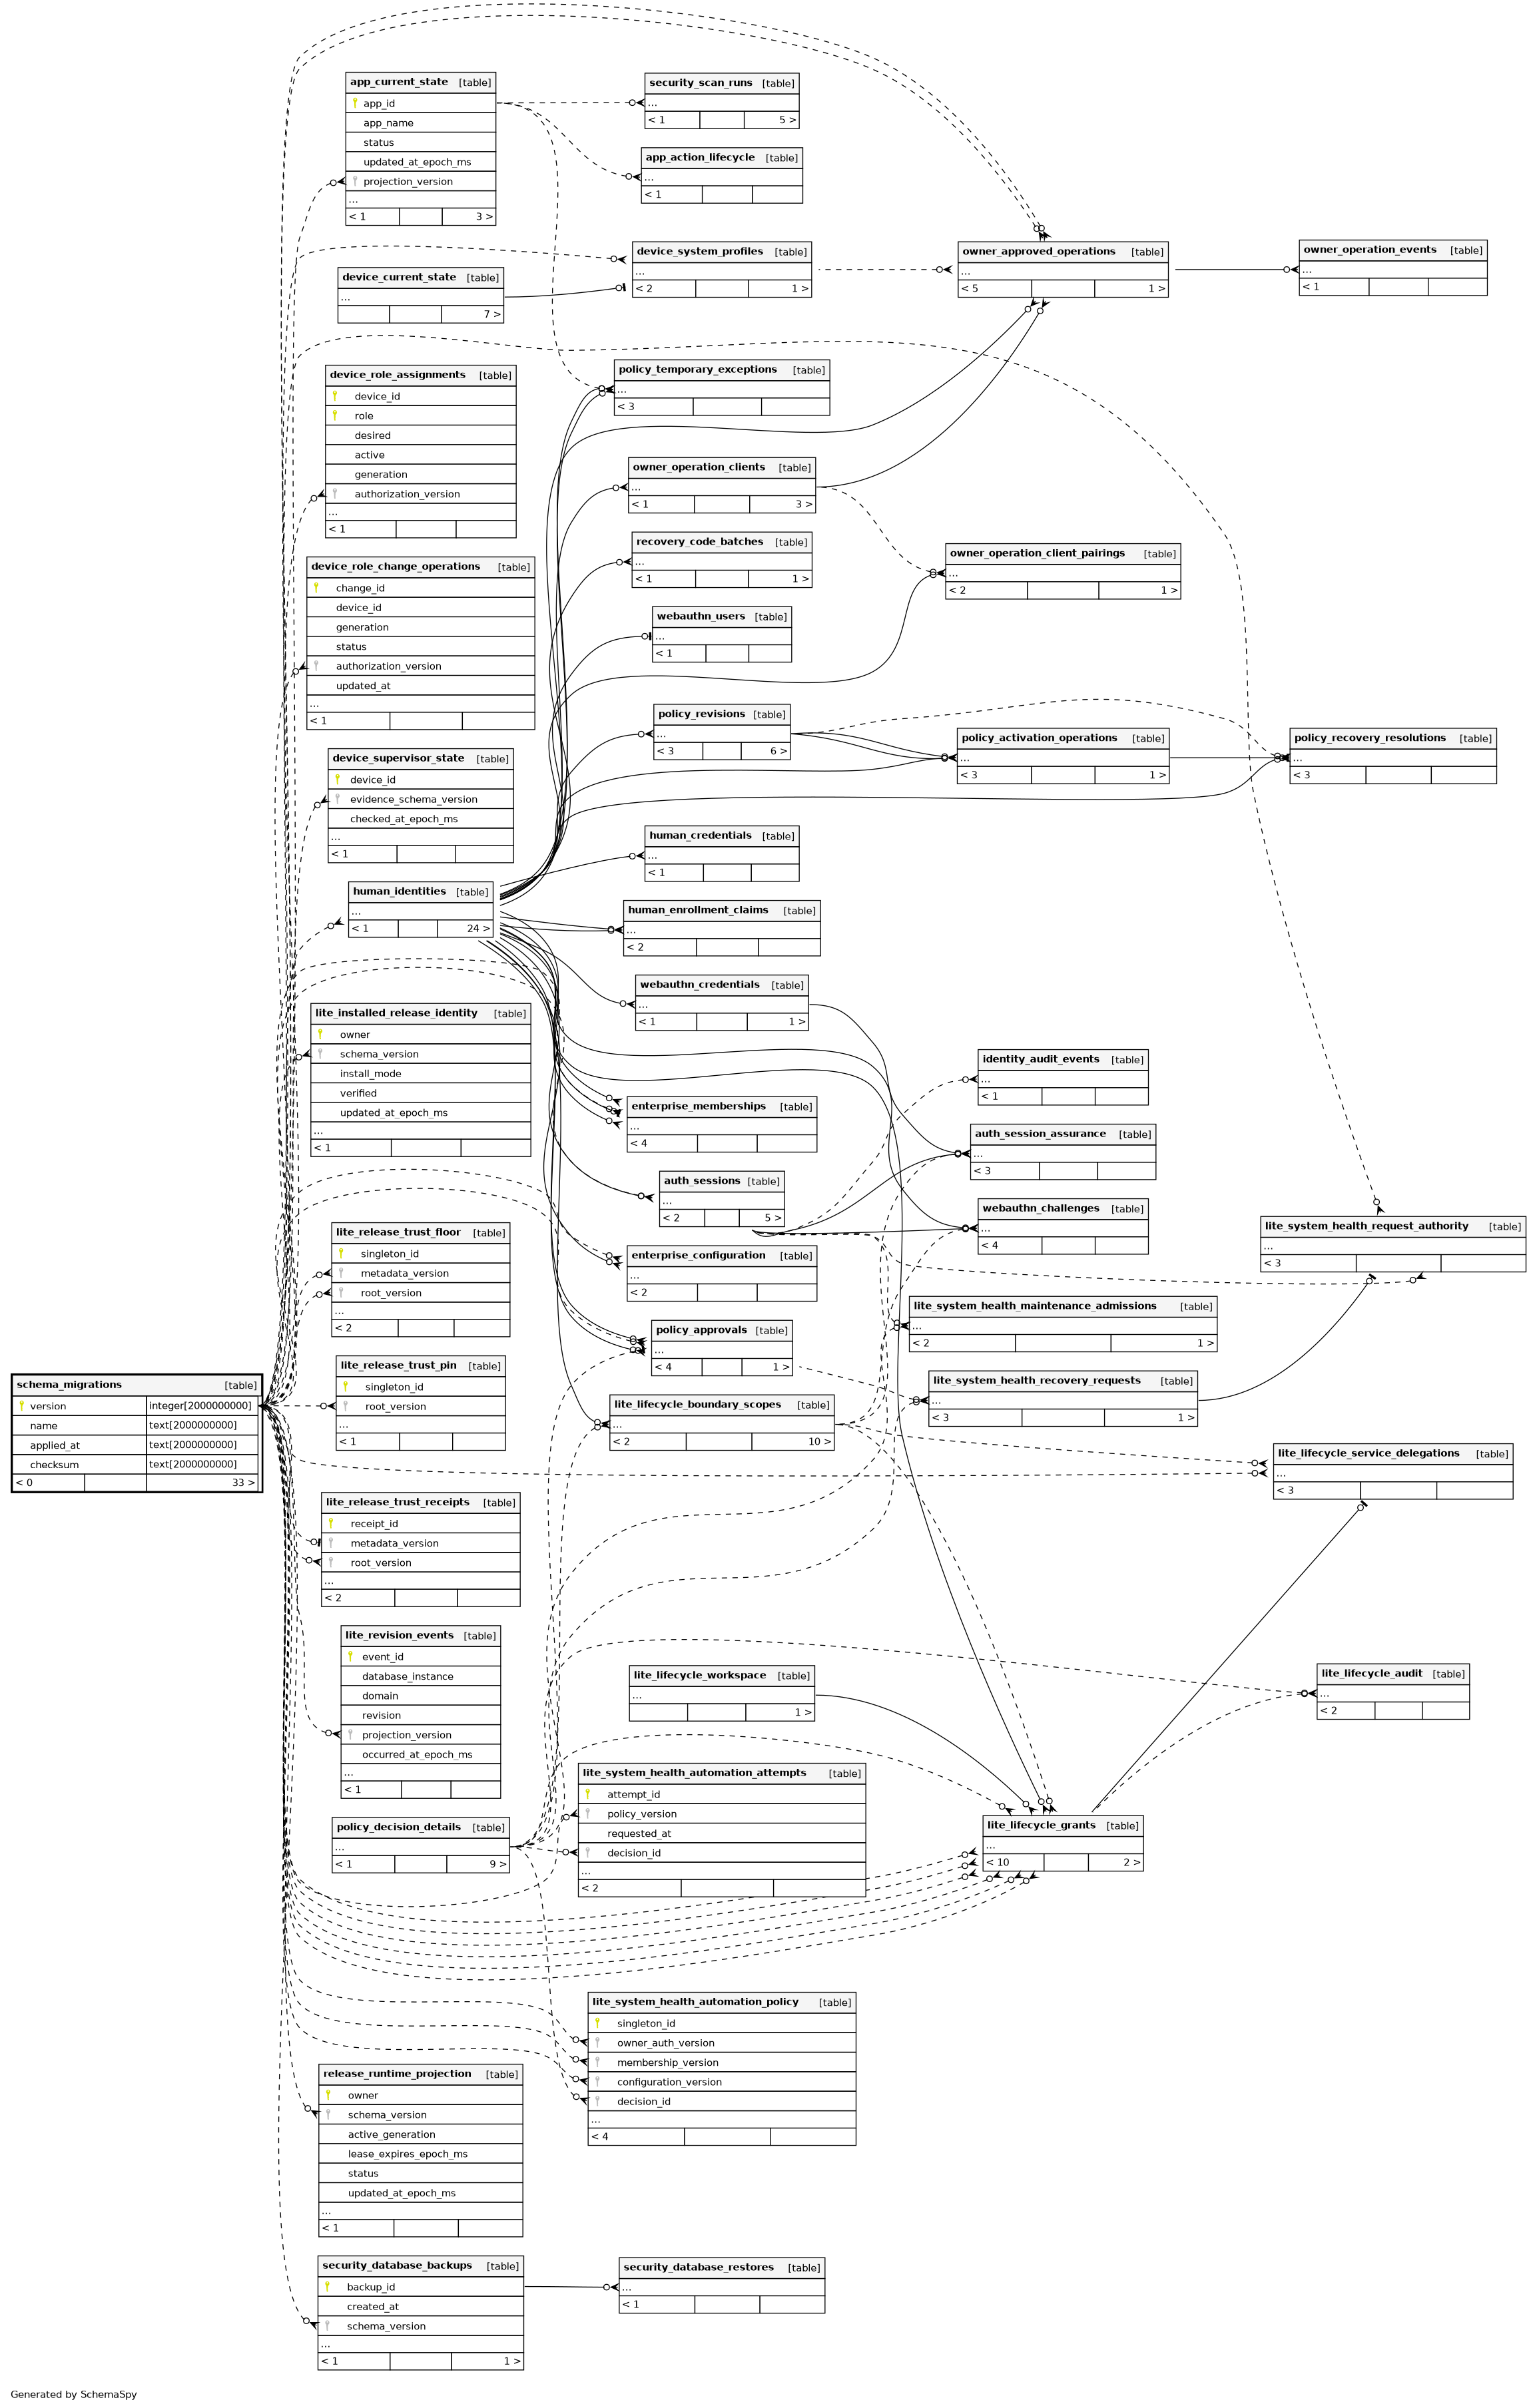 app_current_state [table]
app_id
app_name
status
updated_at_epoch_ms
projection_version
...
< 1 3 >
security_scan_runs [table]
...
< 1 5 >
app_action_lifecycle [table]
...
< 1
device_system_profiles [table]
...
< 2 1 >
owner_approved_operations [table]
...
< 5 1 >
owner_operation_events [table]
...
< 1
device_current_state [table]
...
7 >
device_role_assignments [table]
device_id
role
desired
active
generation
authorization_version
...
< 1
policy_temporary_exceptions [table]
...
< 3
owner_operation_clients [table]
...
< 1 3 >
recovery_code_batches [table]
...
< 1 1 >
owner_operation_client_pairings [table]
...
< 2 1 >
device_role_change_operations [table]
change_id
device_id
generation
status
authorization_version
updated_at
...
< 1
webauthn_users [table]
...
< 1
policy_revisions [table]
...
< 3 6 >
policy_activation_operations [table]
...
< 3 1 >
policy_recovery_resolutions [table]
...
< 3
device_supervisor_state [table]
device_id
evidence_schema_version
checked_at_epoch_ms
...
< 1
human_credentials [table]
...
< 1
human_identities [table]
...
< 1 24 >
human_enrollment_claims [table]
...
< 2
webauthn_credentials [table]
...
< 1 1 >
lite_installed_release_identity [table]
owner
schema_version
install_mode
verified
updated_at_epoch_ms
...
< 1
identity_audit_events [table]
...
< 1
enterprise_memberships [table]
...
< 4
auth_session_assurance [table]
...
< 3
auth_sessions [table]
...
< 2 5 >
webauthn_challenges [table]
...
< 4
lite_system_health_request_authority [table]
...
< 3
lite_release_trust_floor [table]
singleton_id
metadata_version
root_version
...
< 2
enterprise_configuration [table]
...
< 2
lite_system_health_maintenance_admissions [table]
...
< 2 1 >
policy_approvals [table]
...
< 4 1 >
lite_release_trust_pin [table]
singleton_id
root_version
...
< 1
lite_system_health_recovery_requests [table]
...
< 3 1 >
schema_migrations [table]
version integer[2000000000]
name text[2000000000]
applied_at text[2000000000]
checksum text[2000000000]
< 0 33 >
lite_lifecycle_boundary_scopes [table]
...
< 2 10 >
lite_lifecycle_service_delegations [table]
...
< 3
lite_release_trust_receipts [table]
receipt_id
metadata_version
root_version
...
< 2
lite_revision_events [table]
event_id
database_instance
domain
revision
projection_version
occurred_at_epoch_ms
...
< 1
lite_lifecycle_workspace [table]
...
1 >
lite_lifecycle_audit [table]
...
< 2
lite_system_health_automation_attempts [table]
attempt_id
policy_version
requested_at
decision_id
...
< 2
policy_decision_details [table]
...
< 1 9 >
lite_lifecycle_grants [table]
...
< 10 2 >
lite_system_health_automation_policy [table]
singleton_id
owner_auth_version
membership_version
configuration_version
decision_id
...
< 4
release_runtime_projection [table]
owner
schema_version
active_generation
lease_expires_epoch_ms
status
updated_at_epoch_ms
...
< 1
security_database_backups [table]
backup_id
created_at
schema_version
...
< 1 1 >
security_database_restores [table]
...
< 1
Generated by SchemaSpy